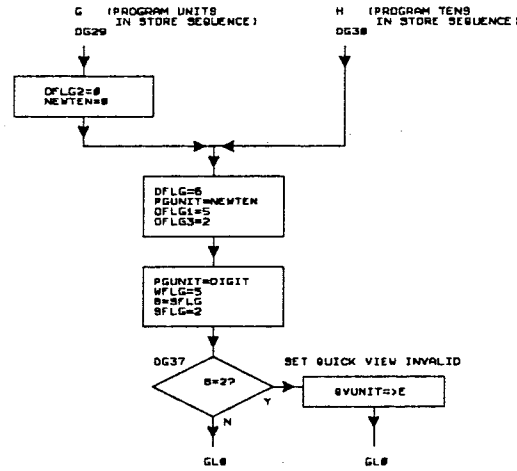 G (PROGRAM UNITS
IN STORE SEQUENCE)
DG29
H (PROGRAM TENS
IN STORE SEQUENCE)
DG30
DFLG2=0
NEWTEN=0
DFLG=6
PGUNIT=NEWTEN
DFLG1=5
DFLG3=2
PGUNIT=DIGIT
WFLG=5
B=SFLG
SFLG=2
DG37
B=2?
Y
N
SET QUICK VIEW INVALID
QVUNIT=>E
GL0
GL0